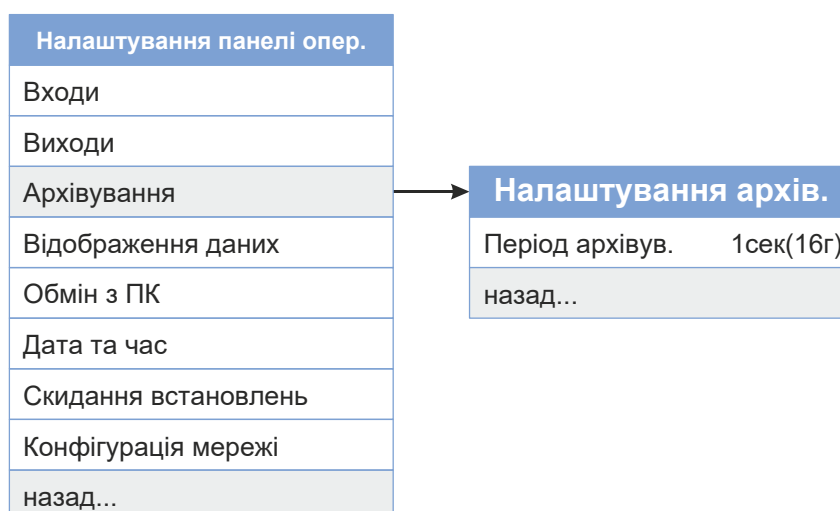 Налаштування панелі опер.
Входи
Виходи
Архівування
Відображення даних
Обмін з ПК
Дата та час
Скидання встановлень
Конфігурація мережі
назад...
Налаштування архів.
Період архівув. 1сек(16г)
назад...